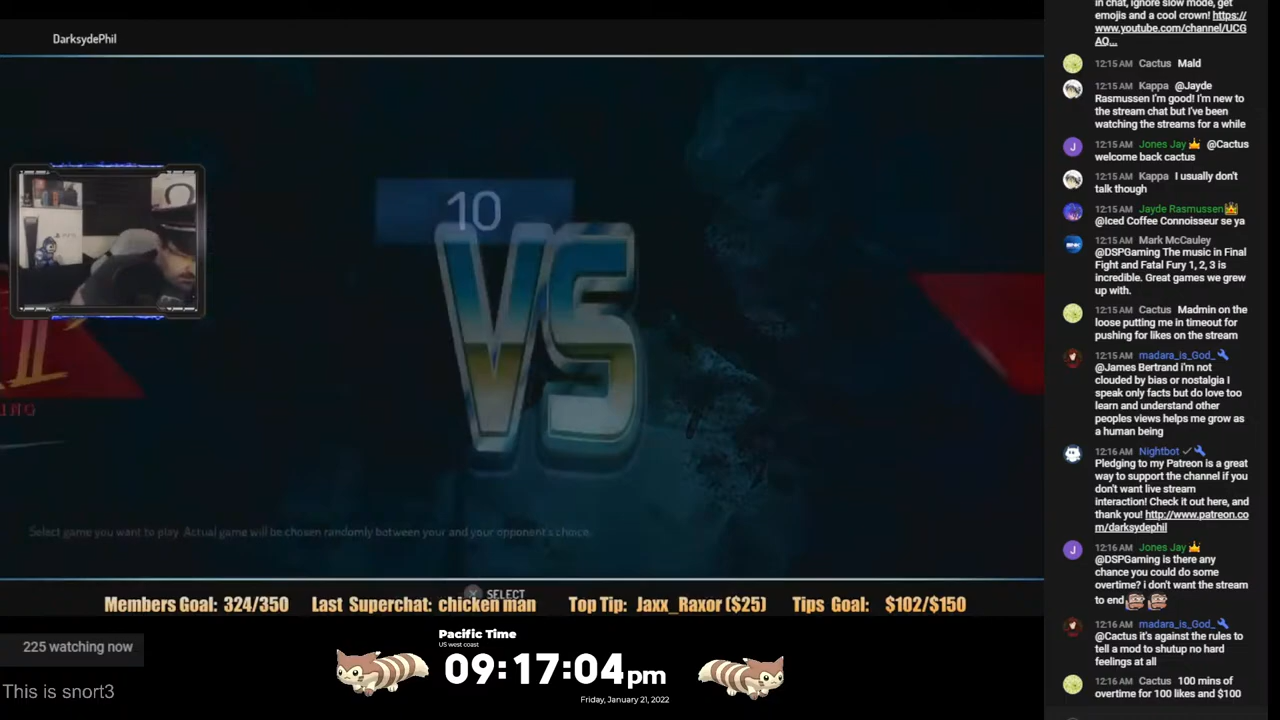 DarksydePhil
10
VS
ING
Select game you want to play. Actual game will be chosen randomly between your and your opponent's choice.
SELECT
Members Goal: 324/350
Last Superchat: chicken man
Top Tip: Jaxx_Raxor ($25)
Tips Goal: $102/$150
225 watching now
This is snort3
Pacific Time
US west coast
09:17:04pm
Friday, January 21, 2022
in chat, ignore slow mode, get
emojis and a cool crown! https://
www.youtube.com/channel/UCG
AQ...
12:15 AM Cactus Mald
12:15 AM Kappa @Jayde
Rasmussen I'm good! I'm new to
the stream chat but I've been
watching the streams for a while
12:15 AM Jones Jay @Cactus
welcome back cactus
12:15 AM Kappa I usually don't
talk though
12:15 AM Jayde Rasmussen
@Iced Coffee Connoisseur se ya
12:15 AM Mark McCauley
@DSPGaming The music in Final
Fight and Fatal Fury 1, 2, 3 is
incredible. Great games we grew
up with.
12:15 AM Cactus Madmin on the
loose putting me in timeout for
pushing for likes on the stream
12:15 AM madara_is_God_
@James Bertrand i'm not
clouded by bias or nostalgia I
speak only facts but do love too
learn and understand other
peoples views helps me grow as
a human being
12:16 AM Nightbot
Pledging to my Patreon is a great
way to support the channel if you
don't want live stream
interaction! Check it out here, and
thank you! http://www.patreon.co
m/darksydephil
12:16 AM Jones Jay
@DSPGaming is there any
chance you could do some
overtime? i don't want the stream
to end
12:16 AM madara_is_God_
@Cactus it's against the rules to
tell a mod to shutup no hard
feelings at all
12:16 AM Cactus 100 mins of
overtime for 100 likes and $100